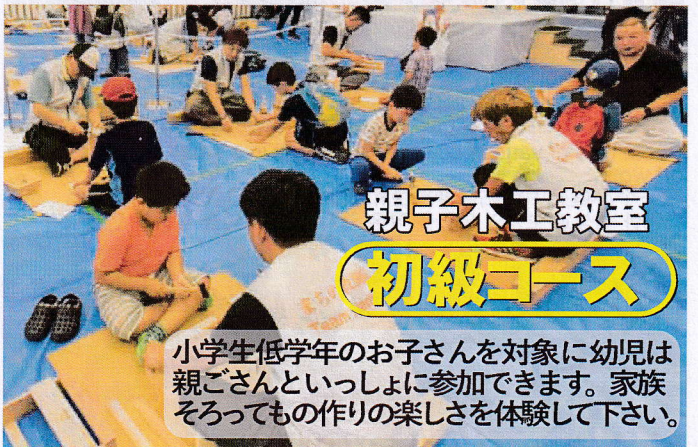 親子木工教室
初級コース
小学生低学年のお子さんを対象に幼児は
親ごさんといっしょに参加できます。家族
そろってもの作りの楽しさを体験して下さい。